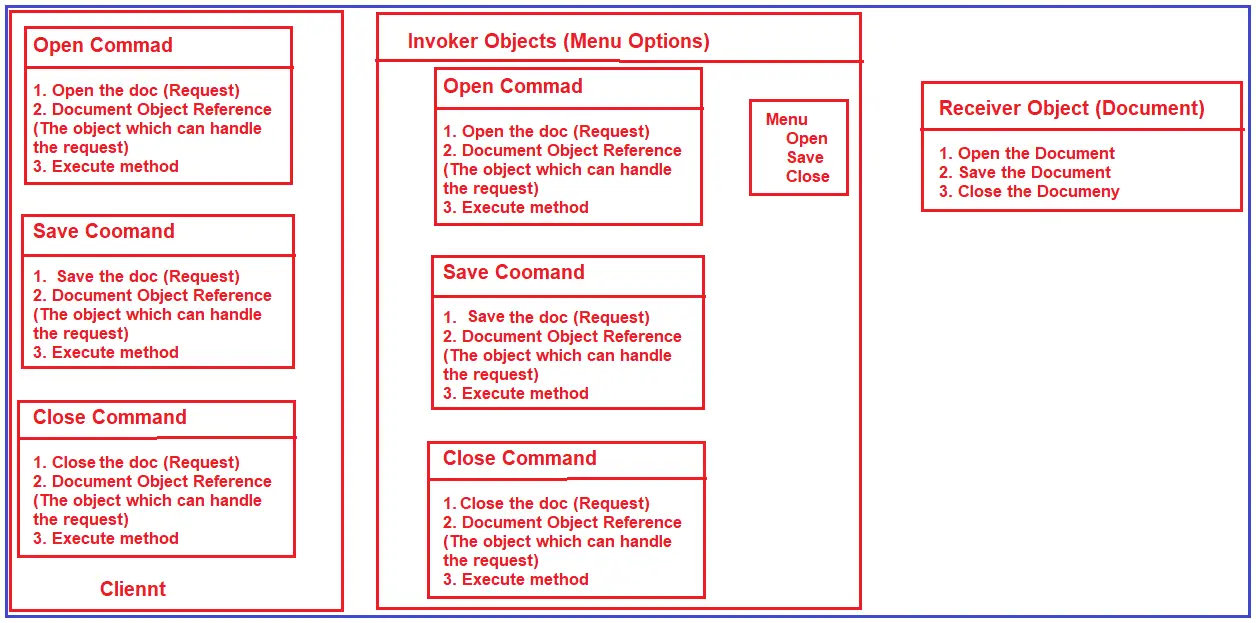 Open Commad
1. Open the doc (Request)
2. Document Object Reference
(The object which can handle
the request)
3. Execute method
Save Coomand
1. Save the doc (Request)
2. Document Object Reference
(The object which can handle
the request)
3. Execute method
Close Command
1. Close the doc (Request)
2. Document Object Reference
(The object which can handle
the request)
3. Execute method
Cliennt
Invoker Objects (Menu Options)
Open Commad
1. Open the doc (Request)
2. Document Object Reference
(The object which can handle
the request)
3. Execute method
Save Coomand
1. Save the doc (Request)
2. Document Object Reference
(The object which can handle
the request)
3. Execute method
Close Command
1. Close the doc (Request)
2. Document Object Reference
(The object which can handle
the request)
3. Execute method
Menu
Open
Save
Close
Receiver Object (Document)
1. Open the Document
2. Save the Document
3. Close the Documeny